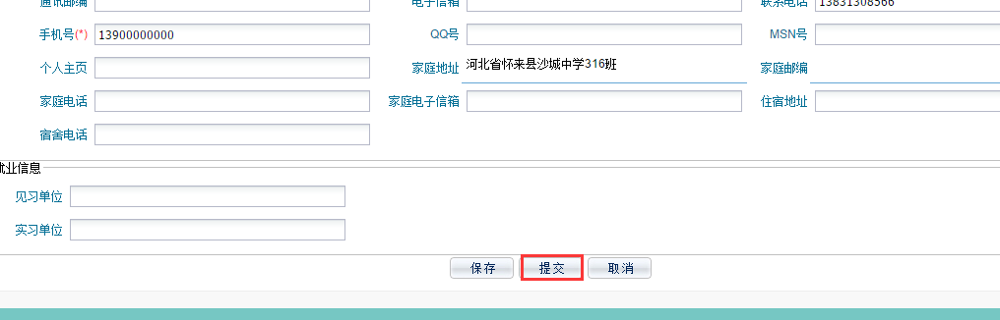 通讯邮编 电子信箱 联系电话 13831308566
手机号(*) 13900000000 QQ号 MSN号
个人主页 家庭地址 河北省怀来县沙城中学316班 家庭邮编
家庭电话 家庭电子信箱 住宿地址
宿舍电话
就业信息
见习单位
实习单位
保存 提交 取消